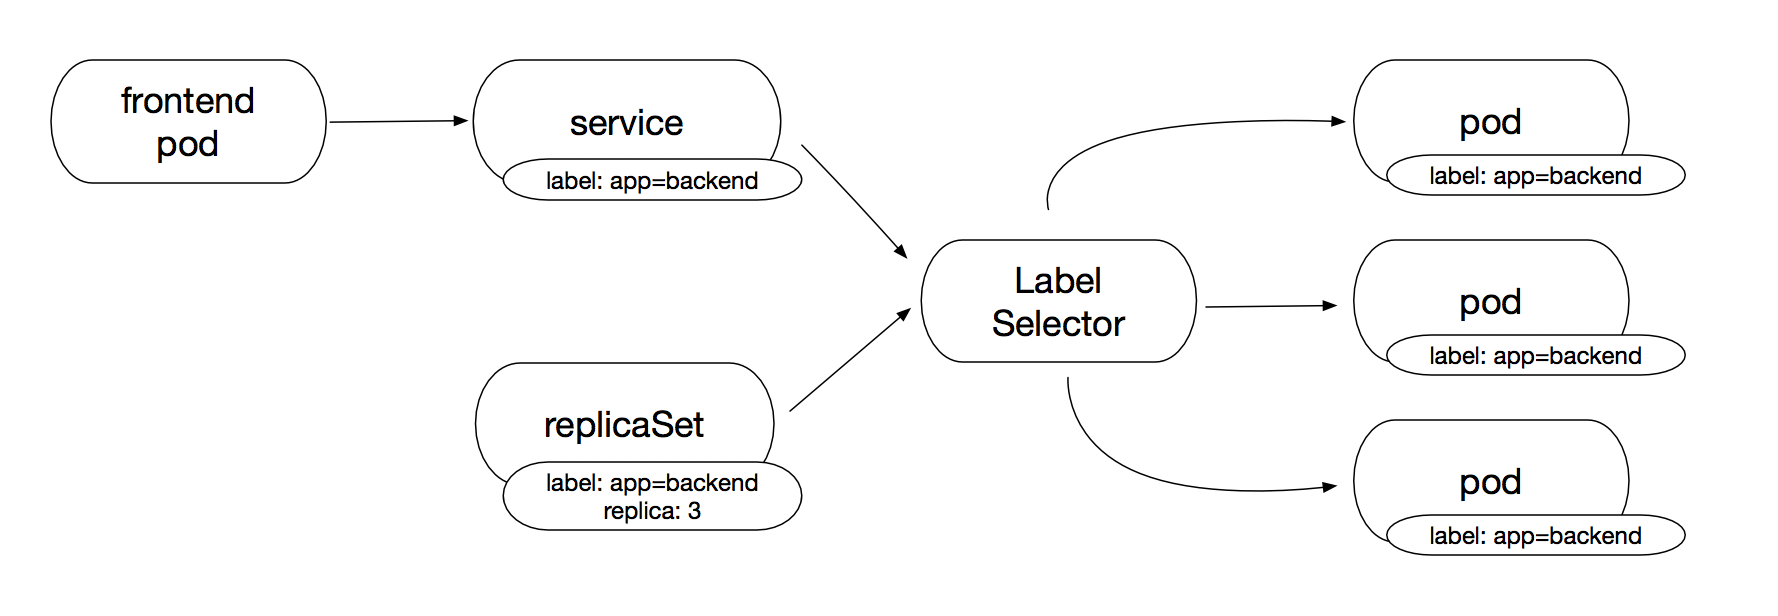 frontend
pod
service
label: app=backend
replicaSet
label: app=backend
replica: 3
Label
Selector
pod
label: app=backend
pod
label: app=backend
pod
label: app=backend